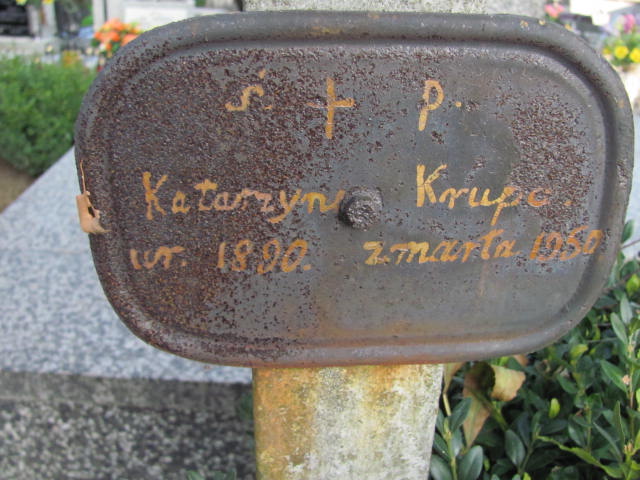 ś. + p.
Katarzyna Krupa.
ur. 1890. zmarła 1950.